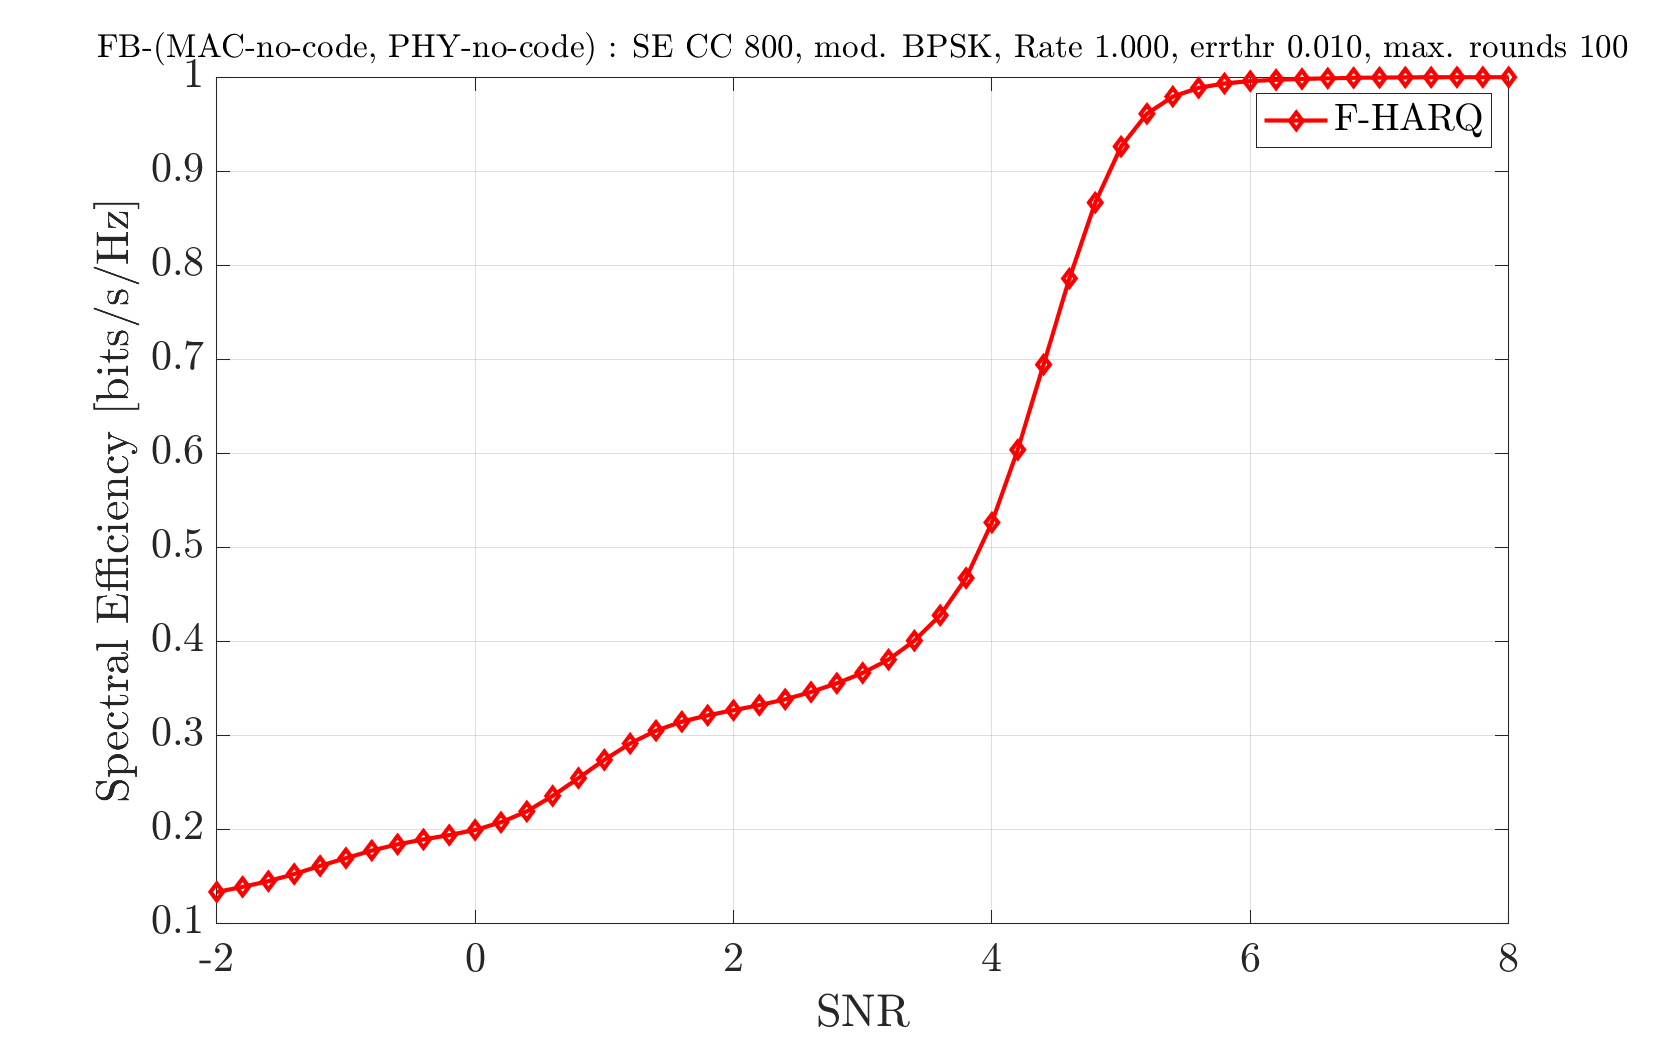 FB-(MAC-no-code, PHY-no-code) : SE CC 800, mod. BPSK, Rate 1.000, errthr 0.010, max. rounds 100
1
F-HARQ
0.9
0.8
0.7
0.6
0.5
0.4
0.3
0.2
0.1
Spectral Efficiency [bits/s/Hz]
-2 0 2 4 6 8
SNR